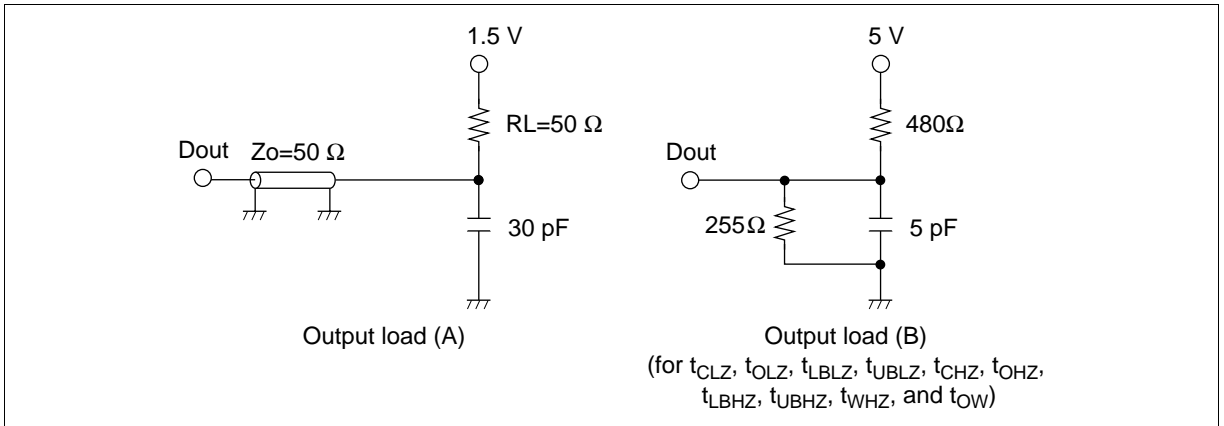 1.5 V
RL=50 Ω
Dout
Zo=50 Ω
30 pF
Output load (A)
5 V
480Ω
Dout
255Ω
5 pF
Output load (B)
(for tCLZ, tOLZ, tLBLZ, tUBLZ, tCHZ, tOHZ,
tLBHZ, tUBHZ, tWHZ, and tOW)